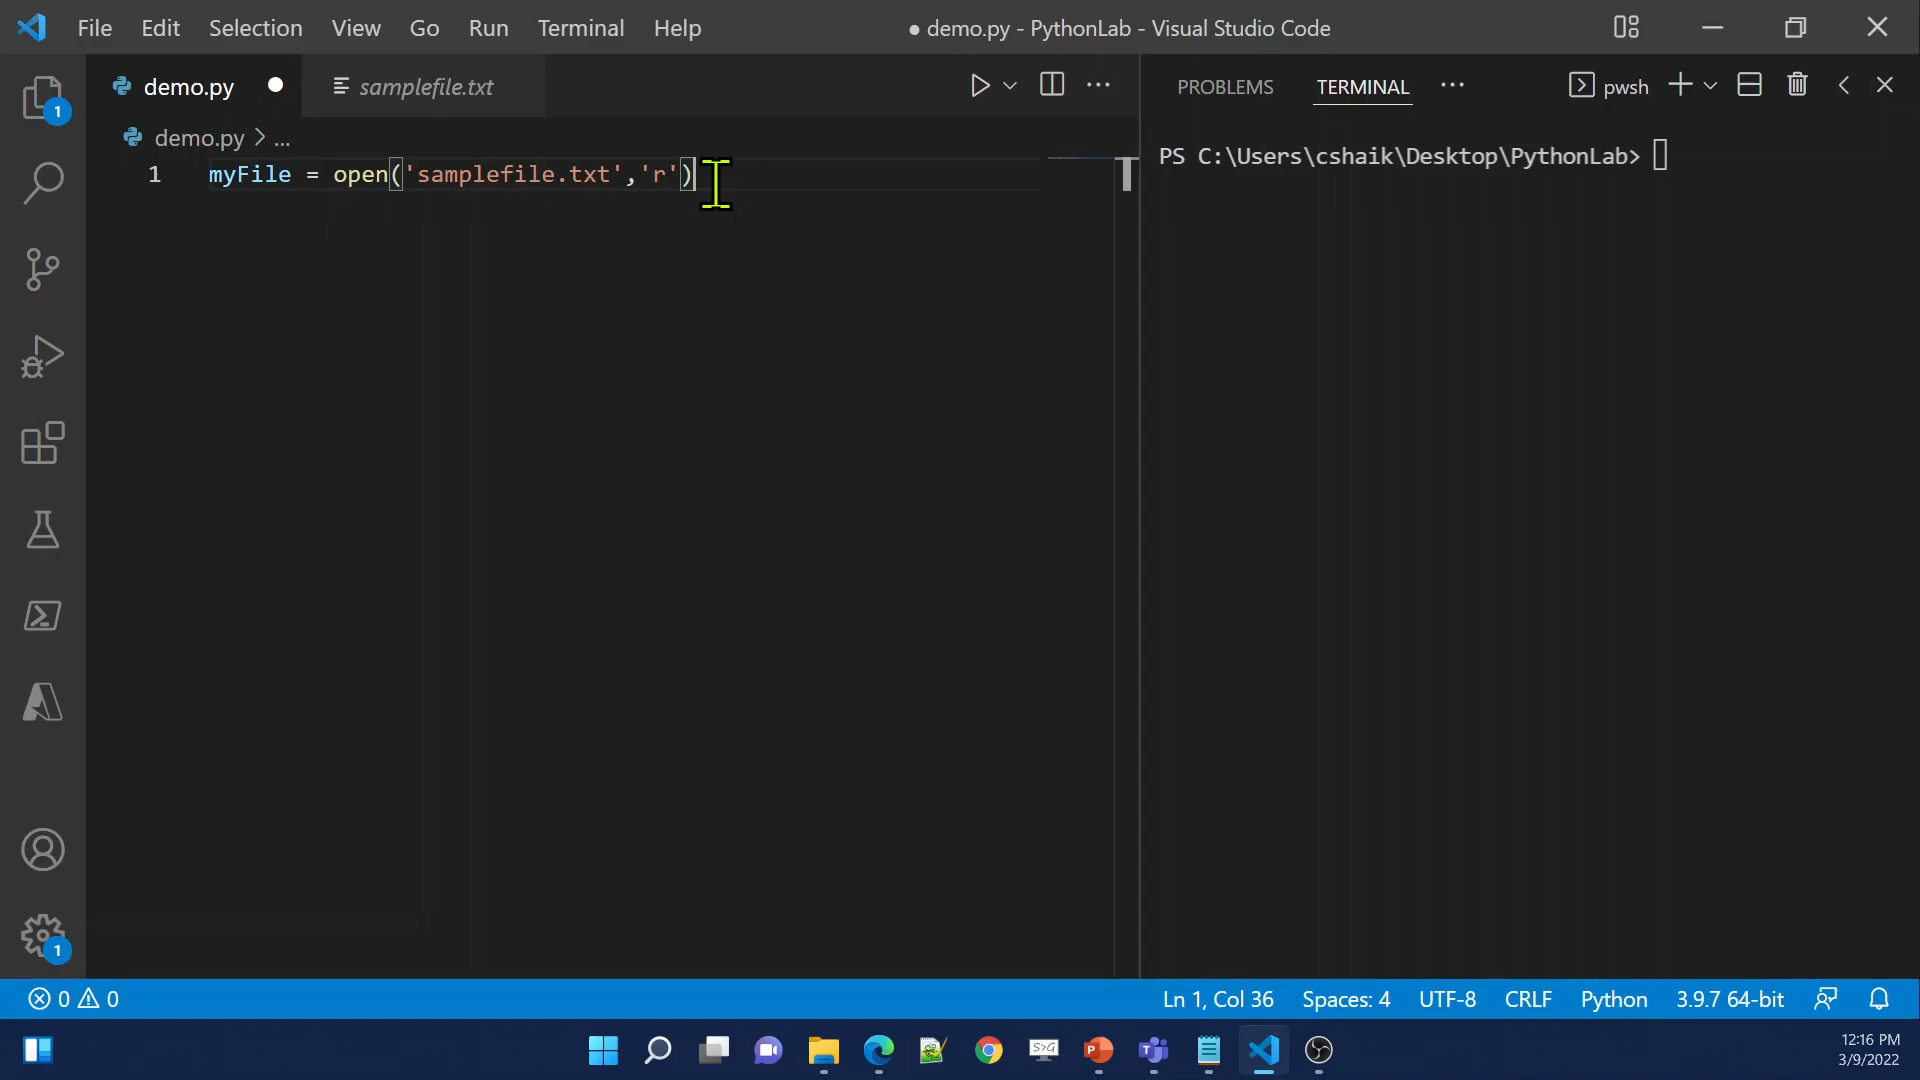 File Edit Selection View Go Run Terminal Help
● demo.py - PythonLab - Visual Studio Code
demo.py samplefile.txt
PROBLEMS TERMINAL ··· pwsh
demo.py > ...
1 myFile = open('samplefile.txt','r')
PS C:\Users\cshaik\Desktop\PythonLab>
1
1
0 0 Ln 1, Col 36 Spaces: 4 UTF-8 CRLF Python 3.9.7 64-bit
S>G
P
T
12:16 PM
3/9/2022